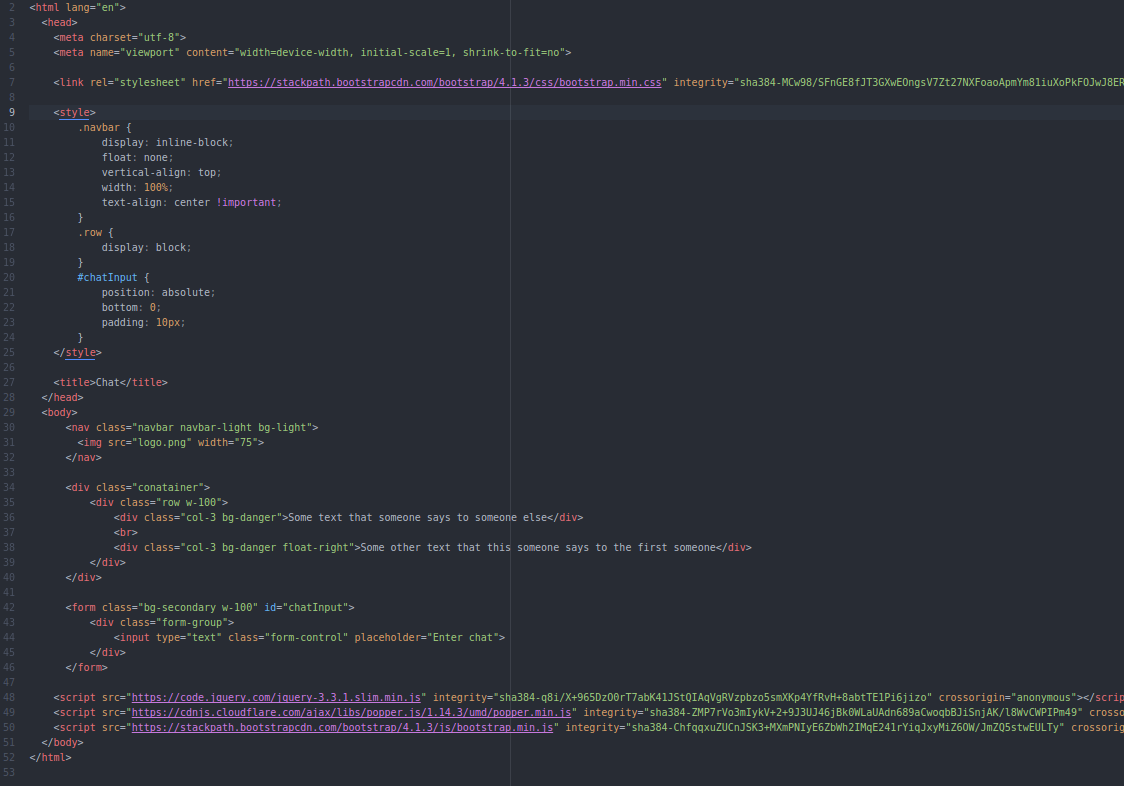 2 <html lang="en">
3 <head>
4 <meta charset="utf-8">
5 <meta name="viewport" content="width=device-width, initial-scale=1, shrink-to-fit=no">
6
7 <link rel="stylesheet" href="https://stackpath.bootstrapcdn.com/bootstrap/4.1.3/css/bootstrap.min.css" integrity="sha384-MCw98/SFnGE8fJT3GXwEOngsV7Zt27NXFoaoApmYm81iuXoPkFOJwJ8ER
8
9 <style>
10 .navbar {
11 display: inline-block;
12 float: none;
13 vertical-align: top;
14 width: 100%;
15 text-align: center !important;
16 }
17 .row {
18 display: block;
19 }
20 #chatInput {
21 position: absolute;
22 bottom: 0;
23 padding: 10px;
24 }
25 </style>
26
27 <title>Chat</title>
28 </head>
29 <body>
30 <nav class="navbar navbar-light bg-light">
31 <img src="logo.png" width="75">
32 </nav>
33
34 <div class="conatainer">
35 <div class="row w-100">
36 <div class="col-3 bg-danger">Some text that someone says to someone else</div>
37 <br>
38 <div class="col-3 bg-danger float-right">Some other text that this someone says to the first someone</div>
39 </div>
40 </div>
41
42 <form class="bg-secondary w-100" id="chatInput">
43 <div class="form-group">
44 <input type="text" class="form-control" placeholder="Enter chat">
45 </div>
46 </form>
47
48 <script src="https://code.jquery.com/jquery-3.3.1.slim.min.js" integrity="sha384-q8i/X+965DzO0rT7abK41JStQIAqVgRVzpbzo5smXKp4YfRvH+8abtTE1Pi6jizo" crossorigin="anonymous"></scrip
49 <script src="https://cdnjs.cloudflare.com/ajax/libs/popper.js/1.14.3/umd/popper.min.js" integrity="sha384-ZMP7rVo3mIykV+2+9J3UJ46jBk0WLaUAdn689aCwoqbBJiSnjAK/l8WvCWPIPm49" crosso
50 <script src="https://stackpath.bootstrapcdn.com/bootstrap/4.1.3/js/bootstrap.min.js" integrity="sha384-ChfqqxuZUCnJSK3+MXmPNIyE6ZbWh2IMqE241rYiqJxyMiZ6OW/JmZQ5stwEULTy" crossorig
51 </body>
52 </html>
53